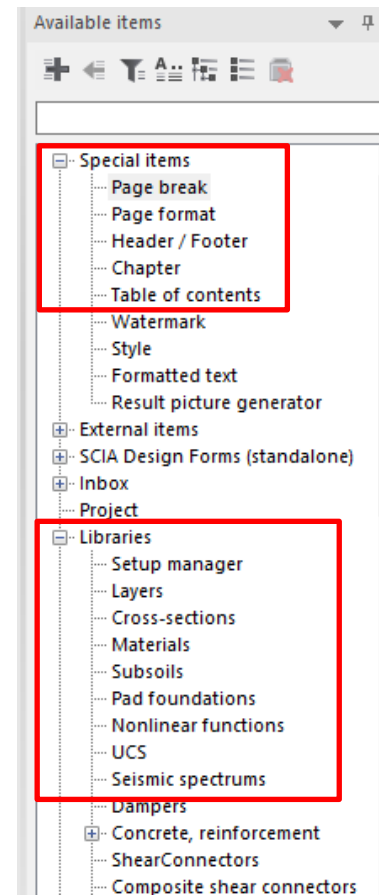 Available items
Special items
Page break
Page format
Header / Footer
Chapter
Table of contents
Watermark
Style
Formatted text
Result picture generator
External items
SCIA Design Forms (standalone)
Inbox
Project
Libraries
Setup manager
Layers
Cross-sections
Materials
Subsoils
Pad foundations
Nonlinear functions
UCS
Seismic spectrums
Dampers
Concrete, reinforcement
ShearConnectors
Composite shear connectors